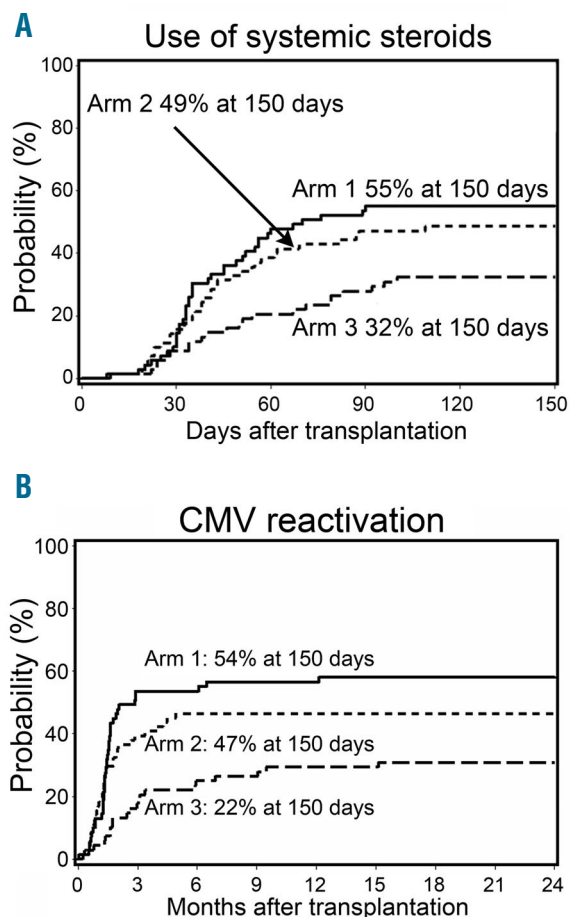 A
Use of systemic steroids
Probability (%)
100
80
60
40
20
0
Arm 2 49% at 150 days
Arm 1 55% at 150 days
Arm 3 32% at 150 days
0 30 60 90 120 150
Days after transplantation
B
CMV reactivation
Probability (%)
100
80
60
40
20
0
Arm 1: 54% at 150 days
Arm 2: 47% at 150 days
Arm 3: 22% at 150 days
0 3 6 9 12 15 18 21 24
Months after transplantation